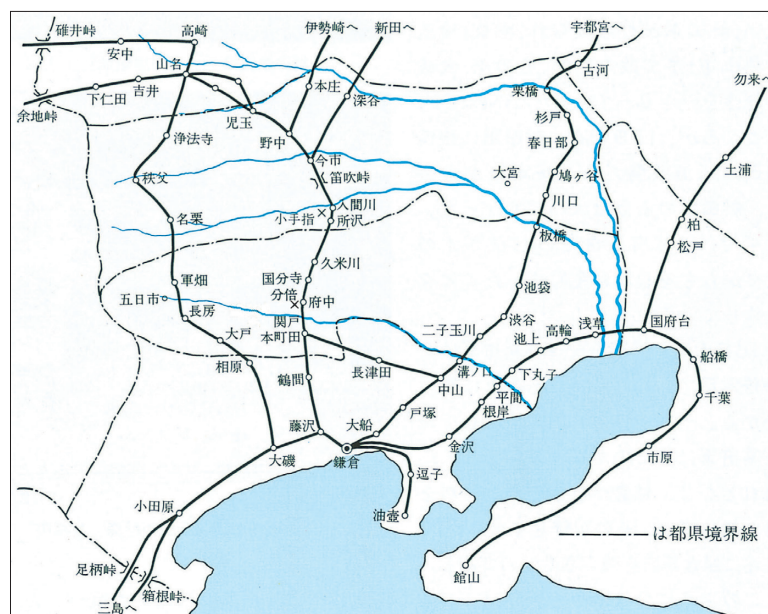 碓井峠
安中
高崎
伊勢崎へ
新田へ
宇都宮へ
古河
勿来へ
山名
吉井
下仁田
余地峠
児玉
本庄
深谷
栗橋
杉戸
春日部
浄法寺
野中
今市
笛吹峠
大宮
鳩ヶ谷
土浦
秩父
入間川
川口
名栗
小手指
所沢
板橋
柏
松戸
久米川
国分寺
軍畑
五日市
分倍
府中
池袋
長房
関戸
本町田
二子玉川
渋谷
池上
高輪
浅草
国府台
大戸
相原
船橋
鶴間
長津田
中山
溝ノ口
下丸子
平間
根岸
千葉
戸塚
藤沢
大船
大磯
鎌倉
金沢
市原
逗子
小田原
油壺
は都県境界線
足柄峠
箱根峠
三島へ
館山